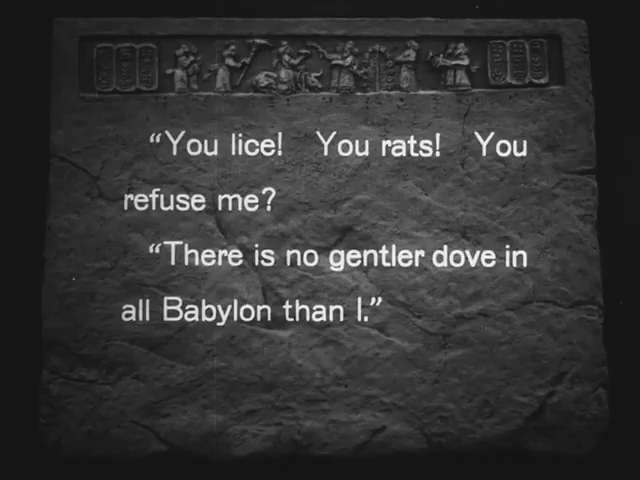 “You lice! You rats! You
refuse me?
“There is no gentler dove in
all Babylon than I.”